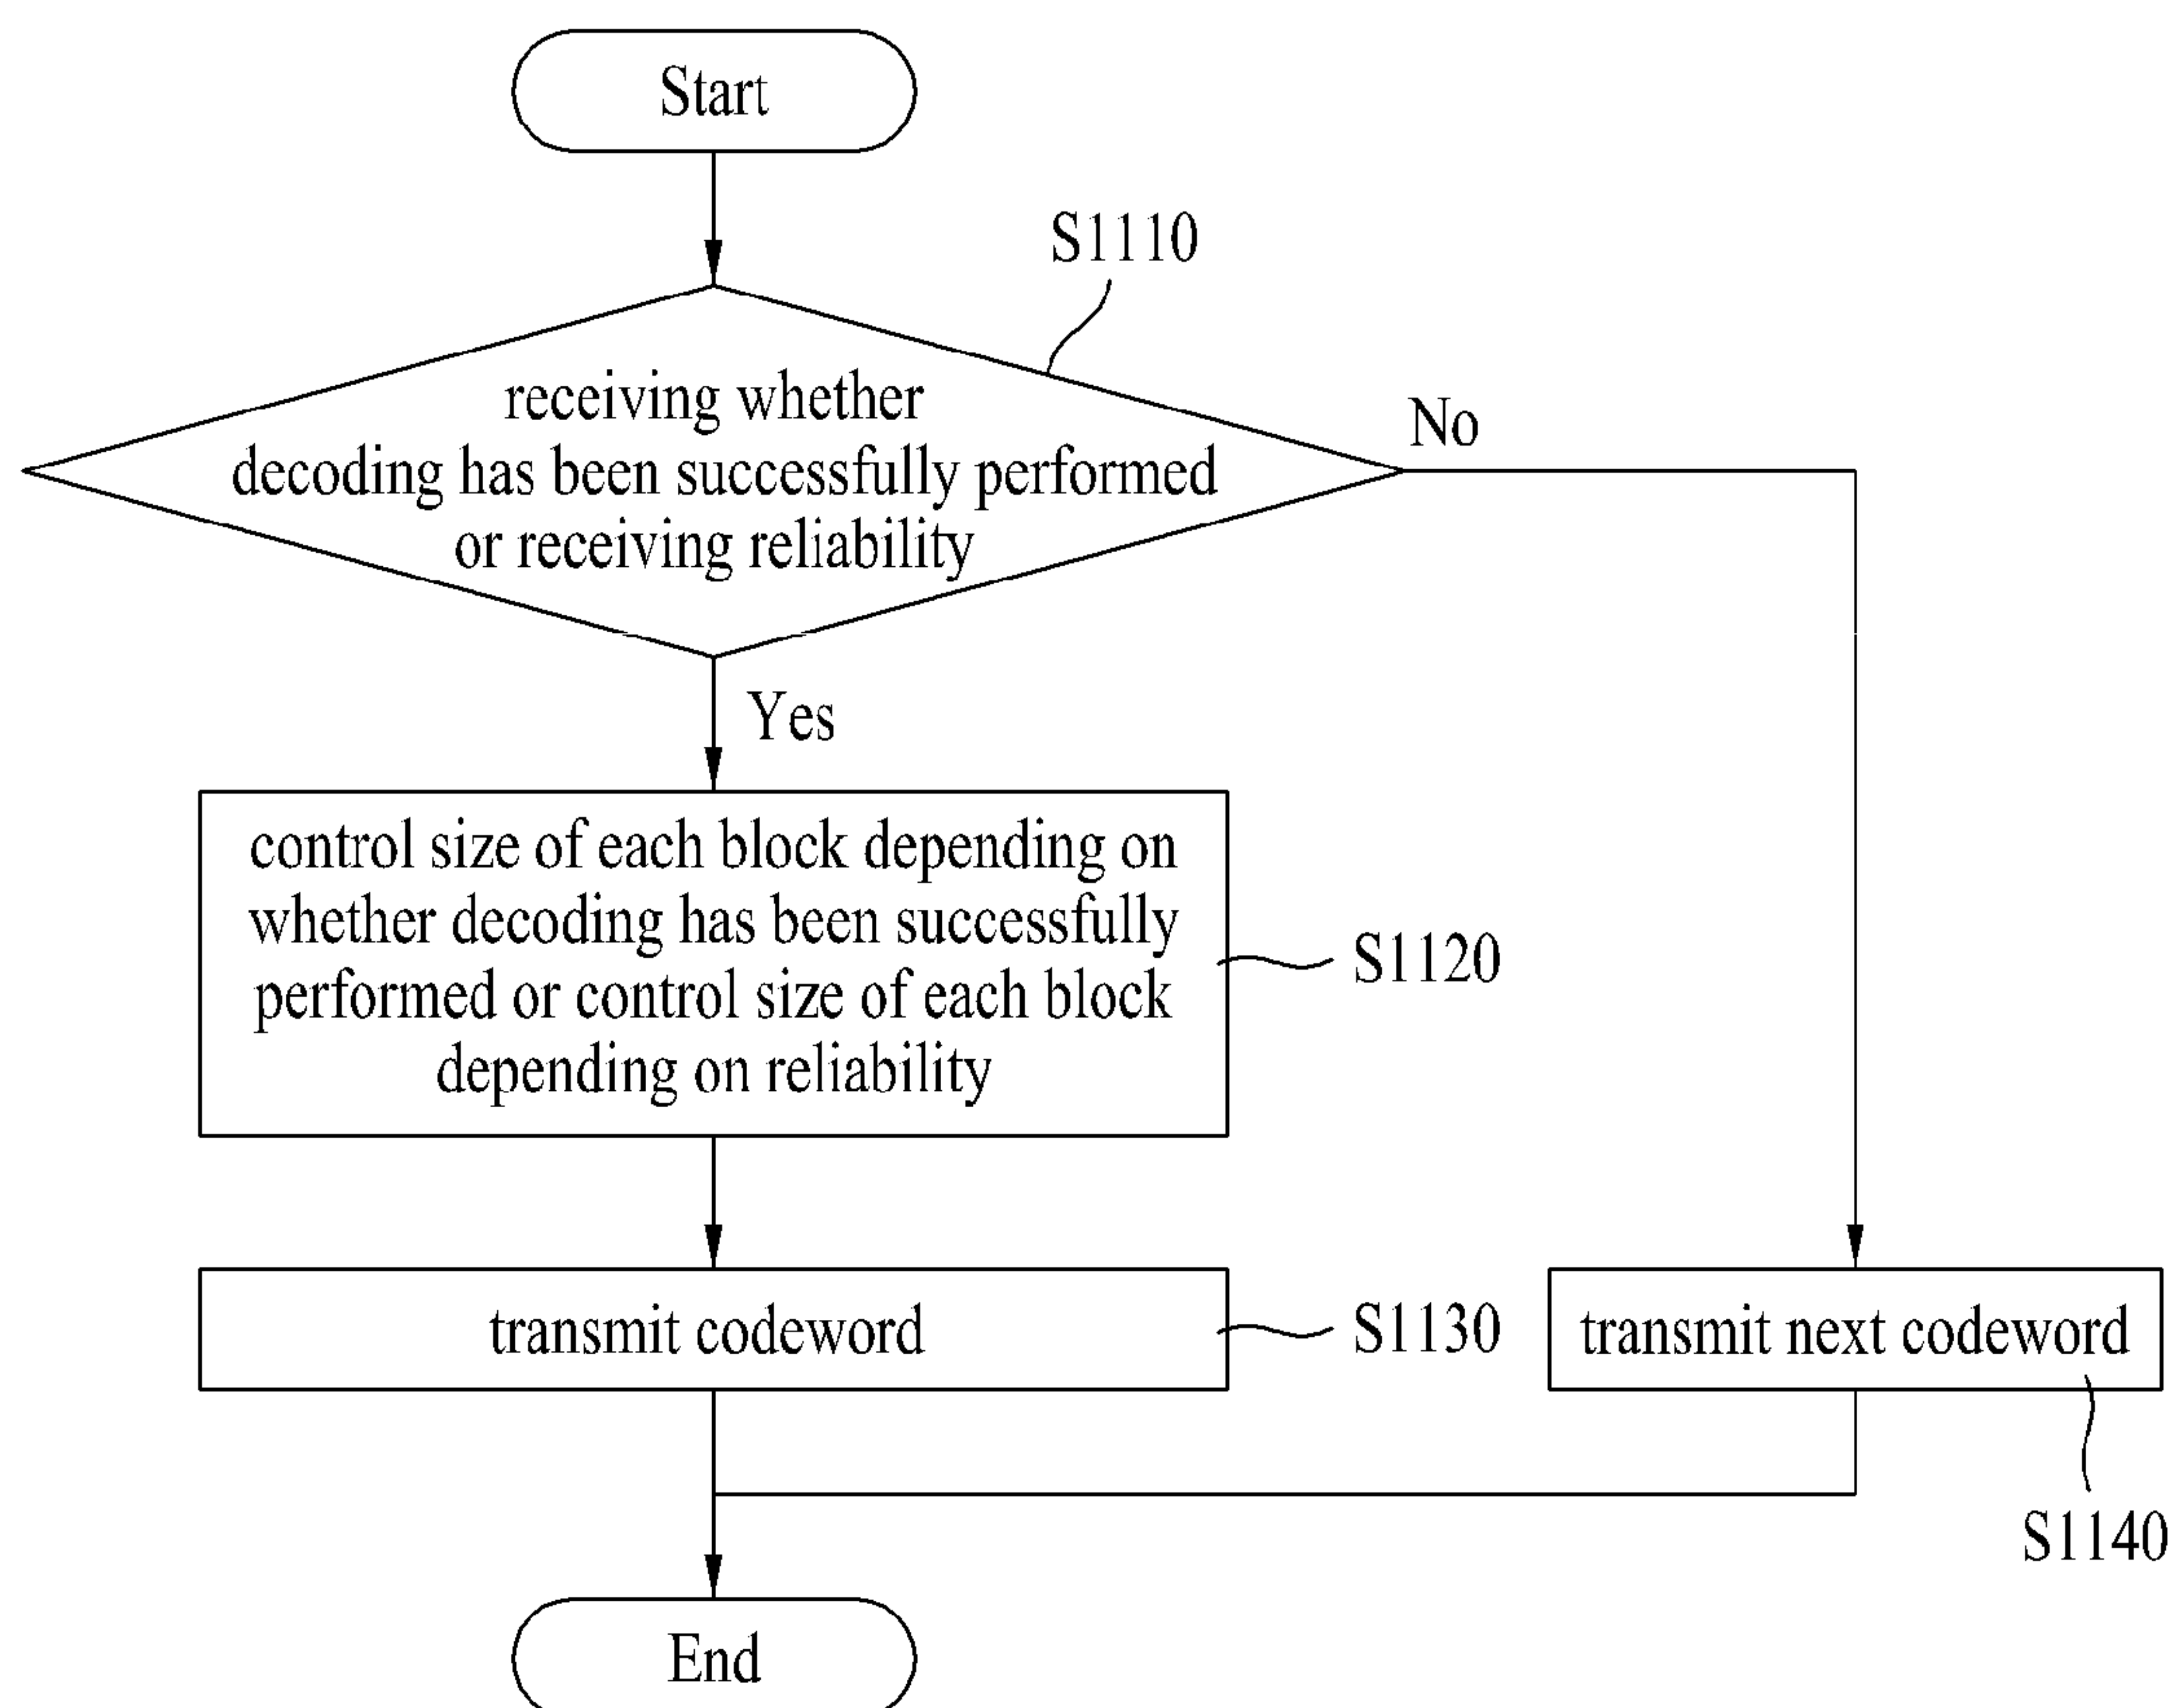 Start
S1110
receiving whether
decoding has been successfully performed
or receiving reliability
No
Yes
control size of each block depending on
whether decoding has been successfully
performed or control size of each block
depending on reliability
S1120
transmit codeword
S1130
transmit next codeword
S1140
End